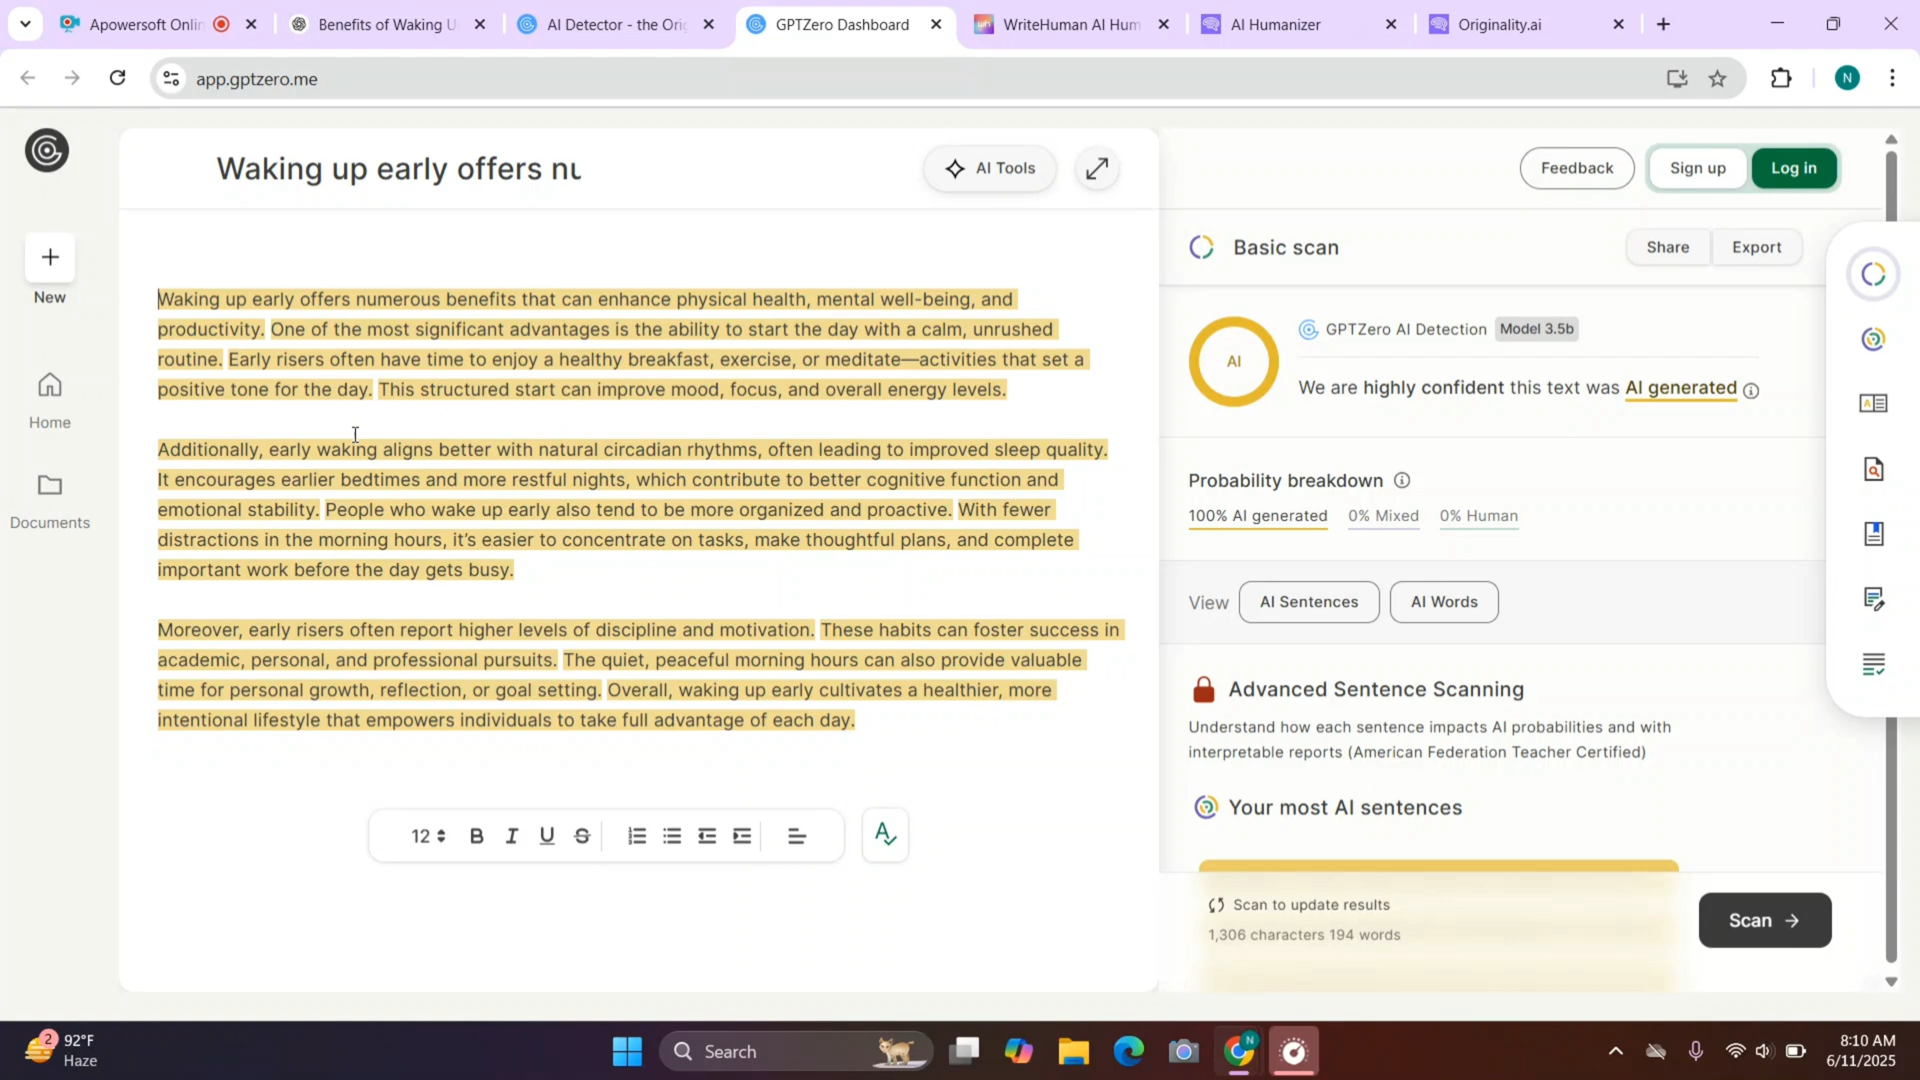 Apowersoft Onlin
Benefits of Waking U
AI Detector - the Orig
GPTZero Dashboard
WriteHuman AI Hum
AI Humanizer
Originality.ai
app.gptzero.me
N
Waking up early offers nu
AI Tools
Feedback
Sign up
Log in
New
Home
Documents
Basic scan
Share
Export
Waking up early offers numerous benefits that can enhance physical health, mental well-being, and
productivity. One of the most significant advantages is the ability to start the day with a calm, unrushed
routine. Early risers often have time to enjoy a healthy breakfast, exercise, or meditate—activities that set a
positive tone for the day. This structured start can improve mood, focus, and overall energy levels.
Additionally, early waking aligns better with natural circadian rhythms, often leading to improved sleep quality.
It encourages earlier bedtimes and more restful nights, which contribute to better cognitive function and
emotional stability. People who wake up early also tend to be more organized and proactive. With fewer
distractions in the morning hours, it’s easier to concentrate on tasks, make thoughtful plans, and complete
important work before the day gets busy.
Moreover, early risers often report higher levels of discipline and motivation. These habits can foster success in
academic, personal, and professional pursuits. The quiet, peaceful morning hours can also provide valuable
time for personal growth, reflection, or goal setting. Overall, waking up early cultivates a healthier, more
intentional lifestyle that empowers individuals to take full advantage of each day.
12
B I U S
A
AI
GPTZero AI Detection Model 3.5b
We are highly confident this text was AI generated
Probability breakdown
100% AI generated 0% Mixed 0% Human
View AI Sentences AI Words
Advanced Sentence Scanning
Understand how each sentence impacts AI probabilities and with
interpretable reports (American Federation Teacher Certified)
Your most AI sentences
Scan to update results
1,306 characters 194 words
Scan
2
92°F
Haze
Search
N
8:10 AM
6/11/2025